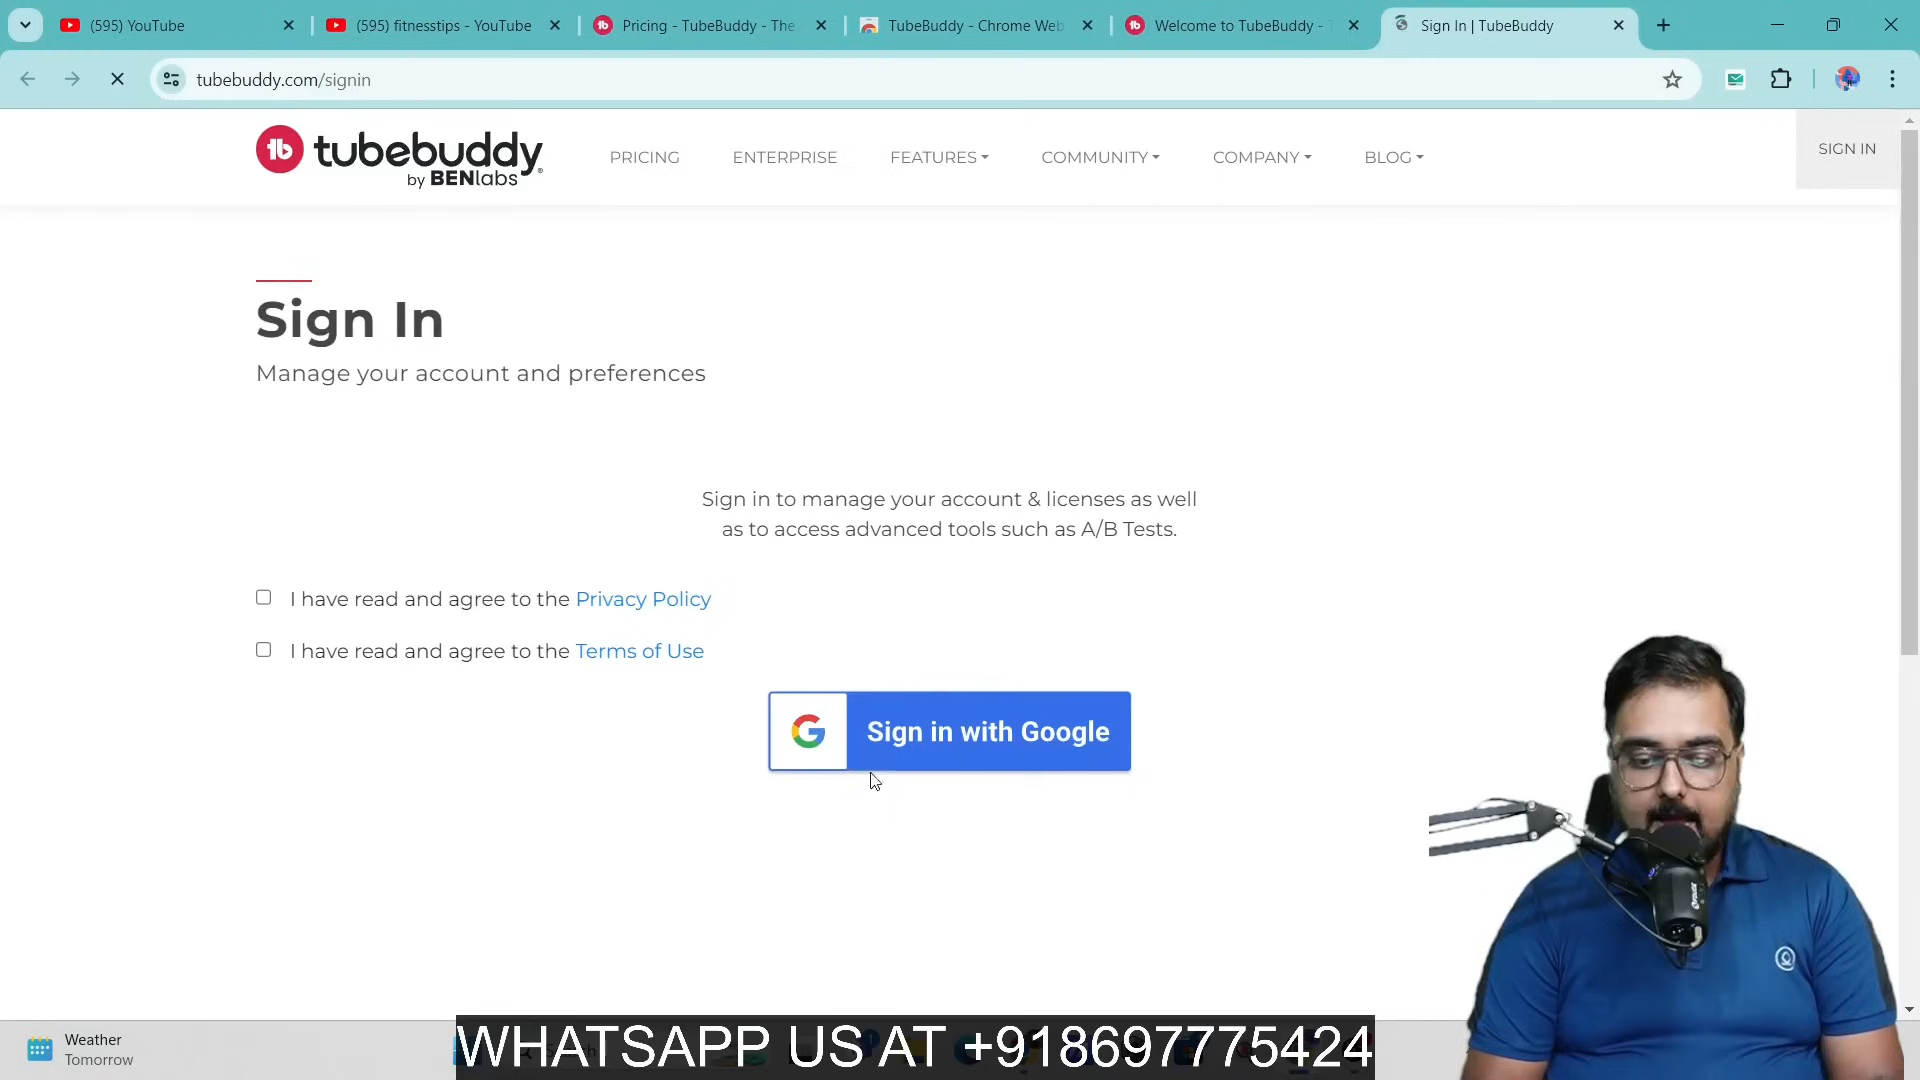 (595) YouTube
(595) fitnesstips - YouTube
Pricing - TubeBuddy - The
TubeBuddy - Chrome Web
Welcome to TubeBuddy -
Sign In | TubeBuddy
tubebuddy.com/signin
tubebuddy
by BENlabs
PRICING
ENTERPRISE
FEATURES
COMMUNITY
COMPANY
BLOG
SIGN IN
Sign In
Manage your account and preferences
Sign in to manage your account & licenses as well
as to access advanced tools such as A/B Tests.
I have read and agree to the Privacy Policy
I have read and agree to the Terms of Use
Sign in with Google
Weather
Tomorrow
WHATSAPP US AT +918697775424